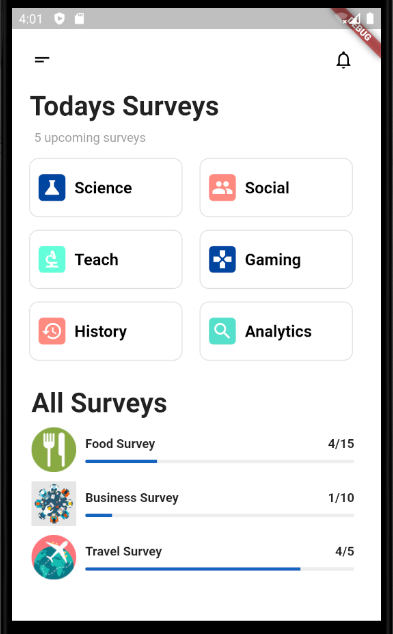 4:01
DEBUG
Todays Surveys
5 upcoming surveys
Science
Social
Teach
Gaming
History
Analytics
All Surveys
Food Survey 4/15
Business Survey 1/10
Travel Survey 4/5